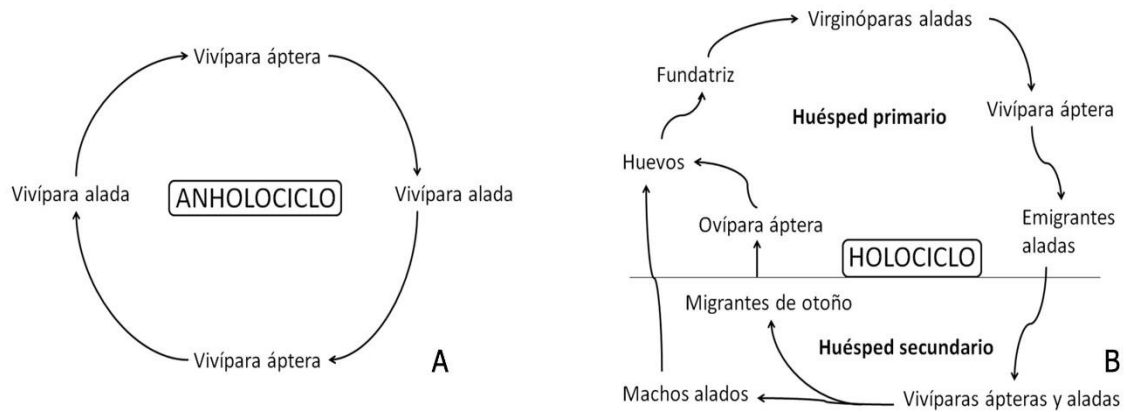 Vivípara áptera
Vivípara alada
ANHOLOCICLO
Vivípara alada
Vivípara áptera
A
Virginóparas aladas
Fundatriz
Huésped primario
Vivípara áptera
Huevos
Ovípara áptera
Emigrantes
aladas
HOLOCICLO
Migrantes de otoño
Huésped secundario
B
Machos alados
Vivíparas ápteras y aladas